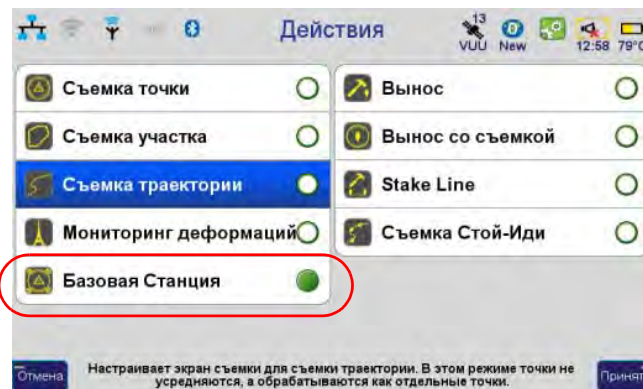 Действия
13
VUU
New
12:58
79°C
Съемка точки
Вынос
Съемка участка
Вынос со съемкой
Съемка траектории
Stake Line
Мониторинг деформаций
Съемка Стой-Иди
Базовая Станция
Отмена
Настраивает экран съемки для съемки траектории. В этом режиме точки не
усредняются, а обрабатываются как отдельные точки.
Принят